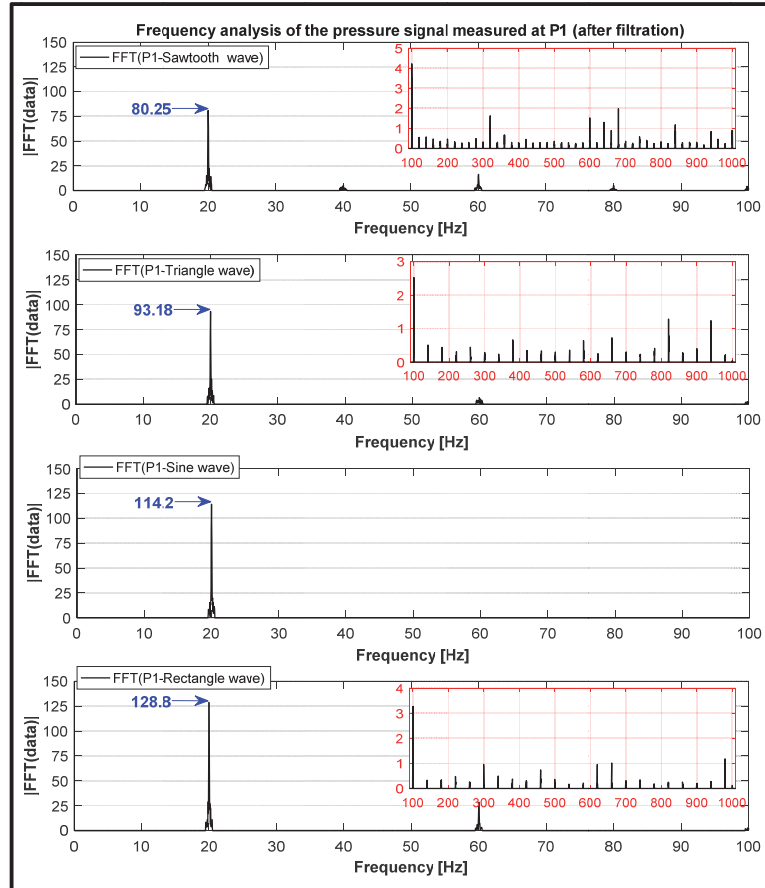 Frequency analysis of the pressure signal measured at P1 (after filtration)
150
125
100
75
50
25
0
|FFT(data)|
FFT(P1-Sawtooth wave)
80.25
5
4
3
2
1
0
100 200 300 400 500 600 700 800 900 1000
0 10 20 30 40 50 60 70 80 90 100
Frequency [Hz]
150
125
100
75
50
25
0
|FFT(data)|
FFT(P1-Triangle wave)
93.18
3
2
1
0
100 200 300 400 500 600 700 800 900 1000
0 10 20 30 40 50 60 70 80 90 100
Frequency [Hz]
150
125
100
75
50
25
0
|FFT(data)|
FFT(P1-Sine wave)
114.2
0 10 20 30 40 50 60 70 80 90 100
Frequency [Hz]
150
125
100
75
50
25
0
|FFT(data)|
FFT(P1-Rectangle wave)
128.8
4
3
2
1
0
100 200 300 400 500 600 700 800 900 1000
0 10 20 30 40 50 60 70 80 90 100
Frequency [Hz]